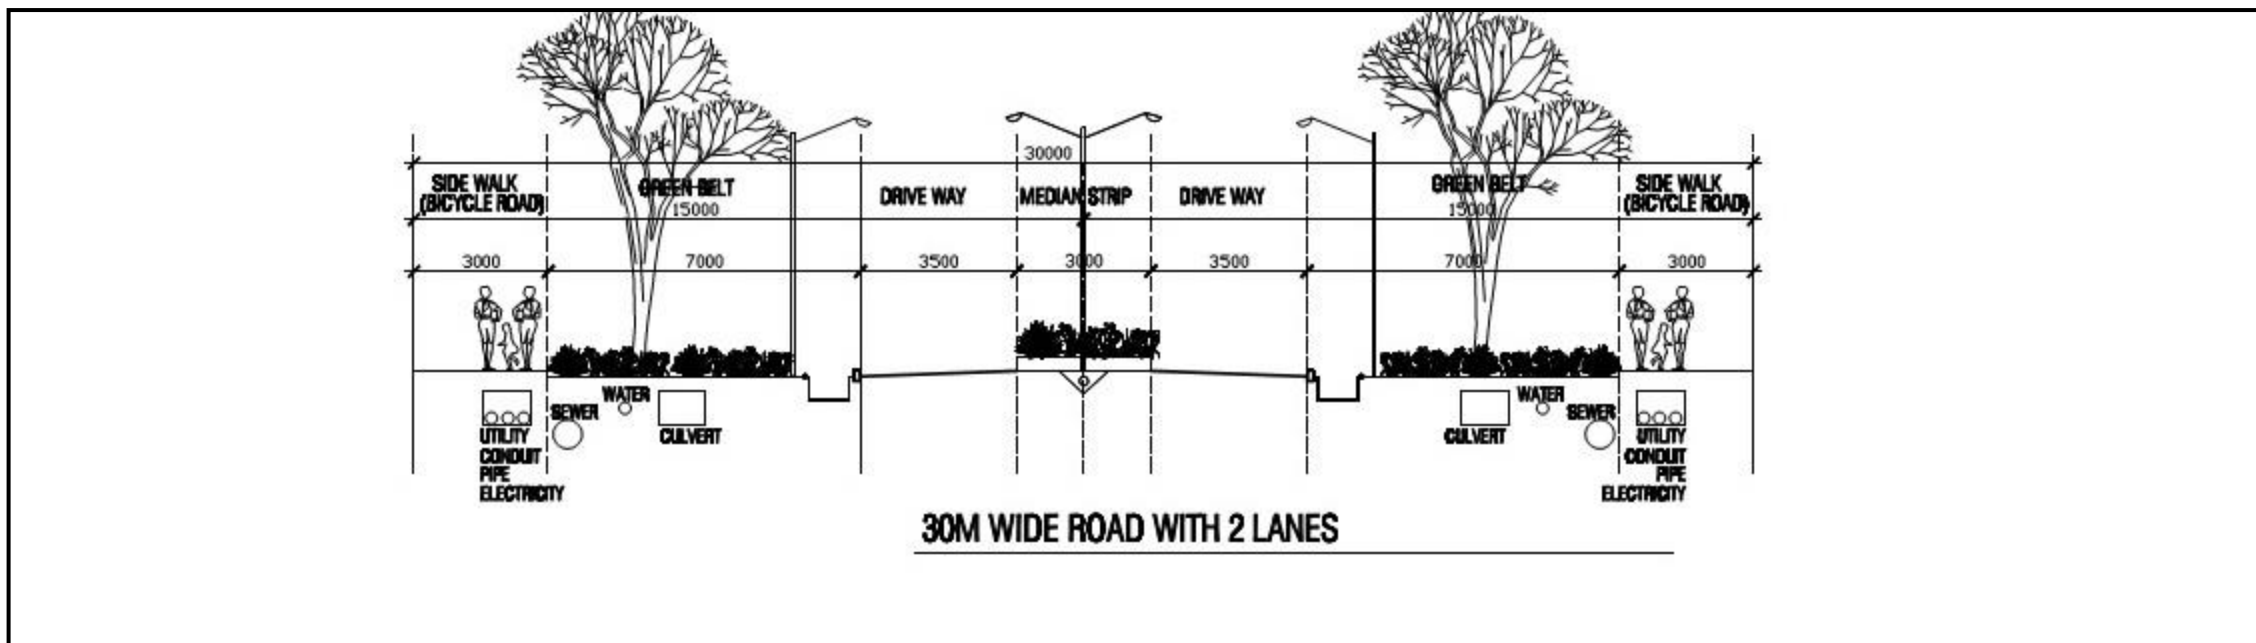 30000
SIDE WALK
(BICYCLE ROAD)
GREEN BELT
DRIVE WAY
MEDIAN STRIP
DRIVE WAY
GREEN BELT
SIDE WALK
(BICYCLE ROAD)
15000
15000
3000
7000
3500
3000
3500
7000
3000
UTILITY
CONDUIT
PIPE
ELECTRICITY
SEWER
WATER
CULVERT
CULVERT
WATER
SEWER
UTILITY
CONDUIT
PIPE
ELECTRICITY
30M WIDE ROAD WITH 2 LANES